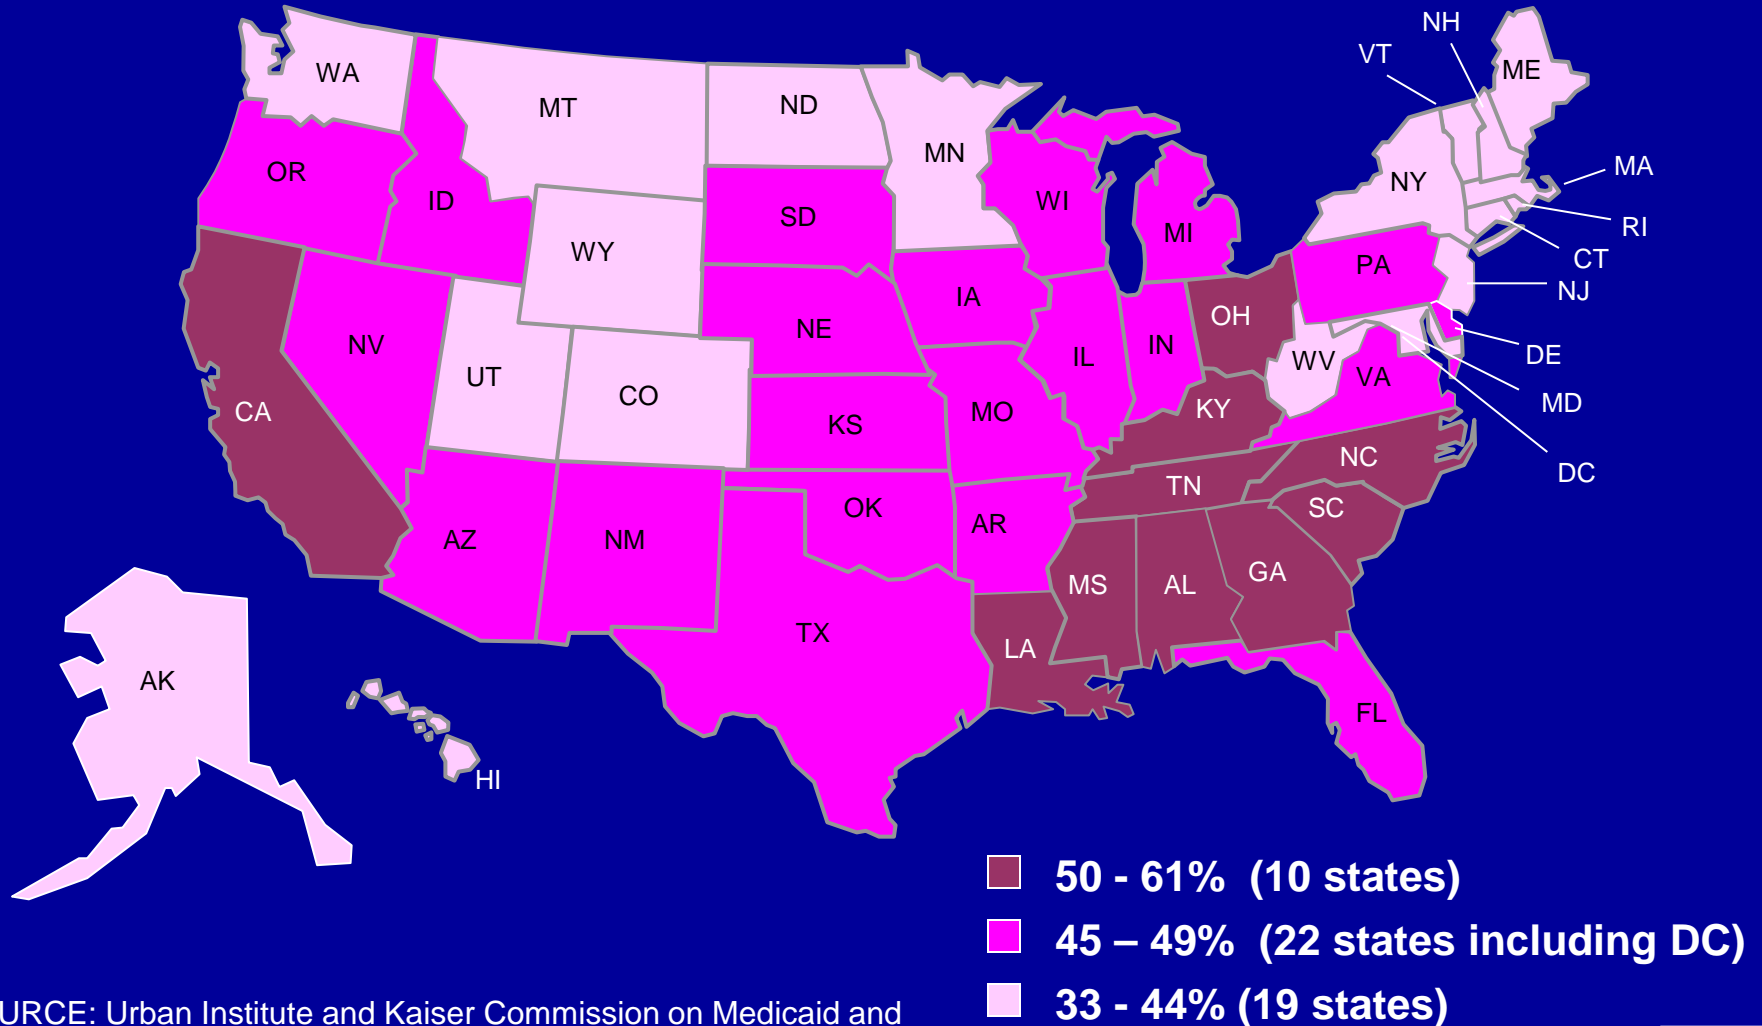 NH
VT
ME
WA
MT
ND
MN
OR
ID
SD
WI
MI
NY
MA
RI
CT
NJ
WY
PA
IA
NE
OH
DE
NV
UT
CO
IL
IN
WV
VA
MD
CA
KS
MO
KY
NC
DC
TN
OK
AR
SC
AZ
NM
MS
AL
GA
TX
LA
AK
FL
HI
50 - 61% (10 states)
45 – 49% (22 states including DC)
33 - 44% (19 states)
URCE: Urban Institute and Kaiser Commission on Medicaid and